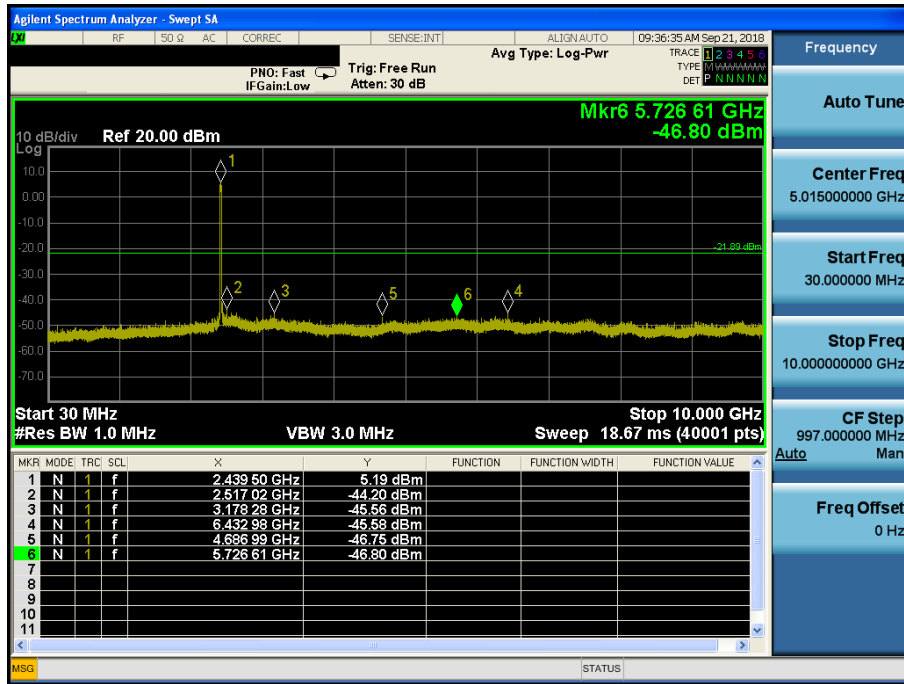 Agilent Spectrum Analyzer - Swept SA
LXI RF 50 Ω AC CORREC SENSE:INT ALIGN AUTO 09:36:35 AM Sep 21, 2018
Frequency
Avg Type: Log-Pwr
TRACE 1 2 3 4 5 6
PNO: Fast Trig: Free Run
TYPE M WWWWW
IFGain:Low Atten: 30 dB
DET P N N N N N
Auto Tune
Mkr6 5.726 61 GHz
-46.80 dBm
10 dB/div Ref 20.00 dBm
Log
10.0
0.00
-10.0
-20.0
-30.0
-40.0
-50.0
-60.0
-70.0
1
2
3
5
6
4
-21.89 dBm
Center Freq
5.015000000 GHz
Start Freq
30.000000 MHz
Stop Freq
10.000000000 GHz
Start 30 MHz Stop 10.000 GHz
#Res BW 1.0 MHz VBW 3.0 MHz Sweep 18.67 ms (40001 pts)
CF Step
997.000000 MHz
Auto Man
Freq Offset
0 Hz
MKR MODE TRC SCL X Y FUNCTION FUNCTION WIDTH FUNCTION VALUE
1 N 1 f 2.439 50 GHz 5.19 dBm
2 N 1 f 2.517 02 GHz -44.20 dBm
3 N 1 f 3.178 28 GHz -45.56 dBm
4 N 1 f 6.432 98 GHz -45.58 dBm
5 N 1 f 4.686 99 GHz -46.75 dBm
6 N 1 f 5.726 61 GHz -46.80 dBm
7
8
9
10
11
MSG STATUS